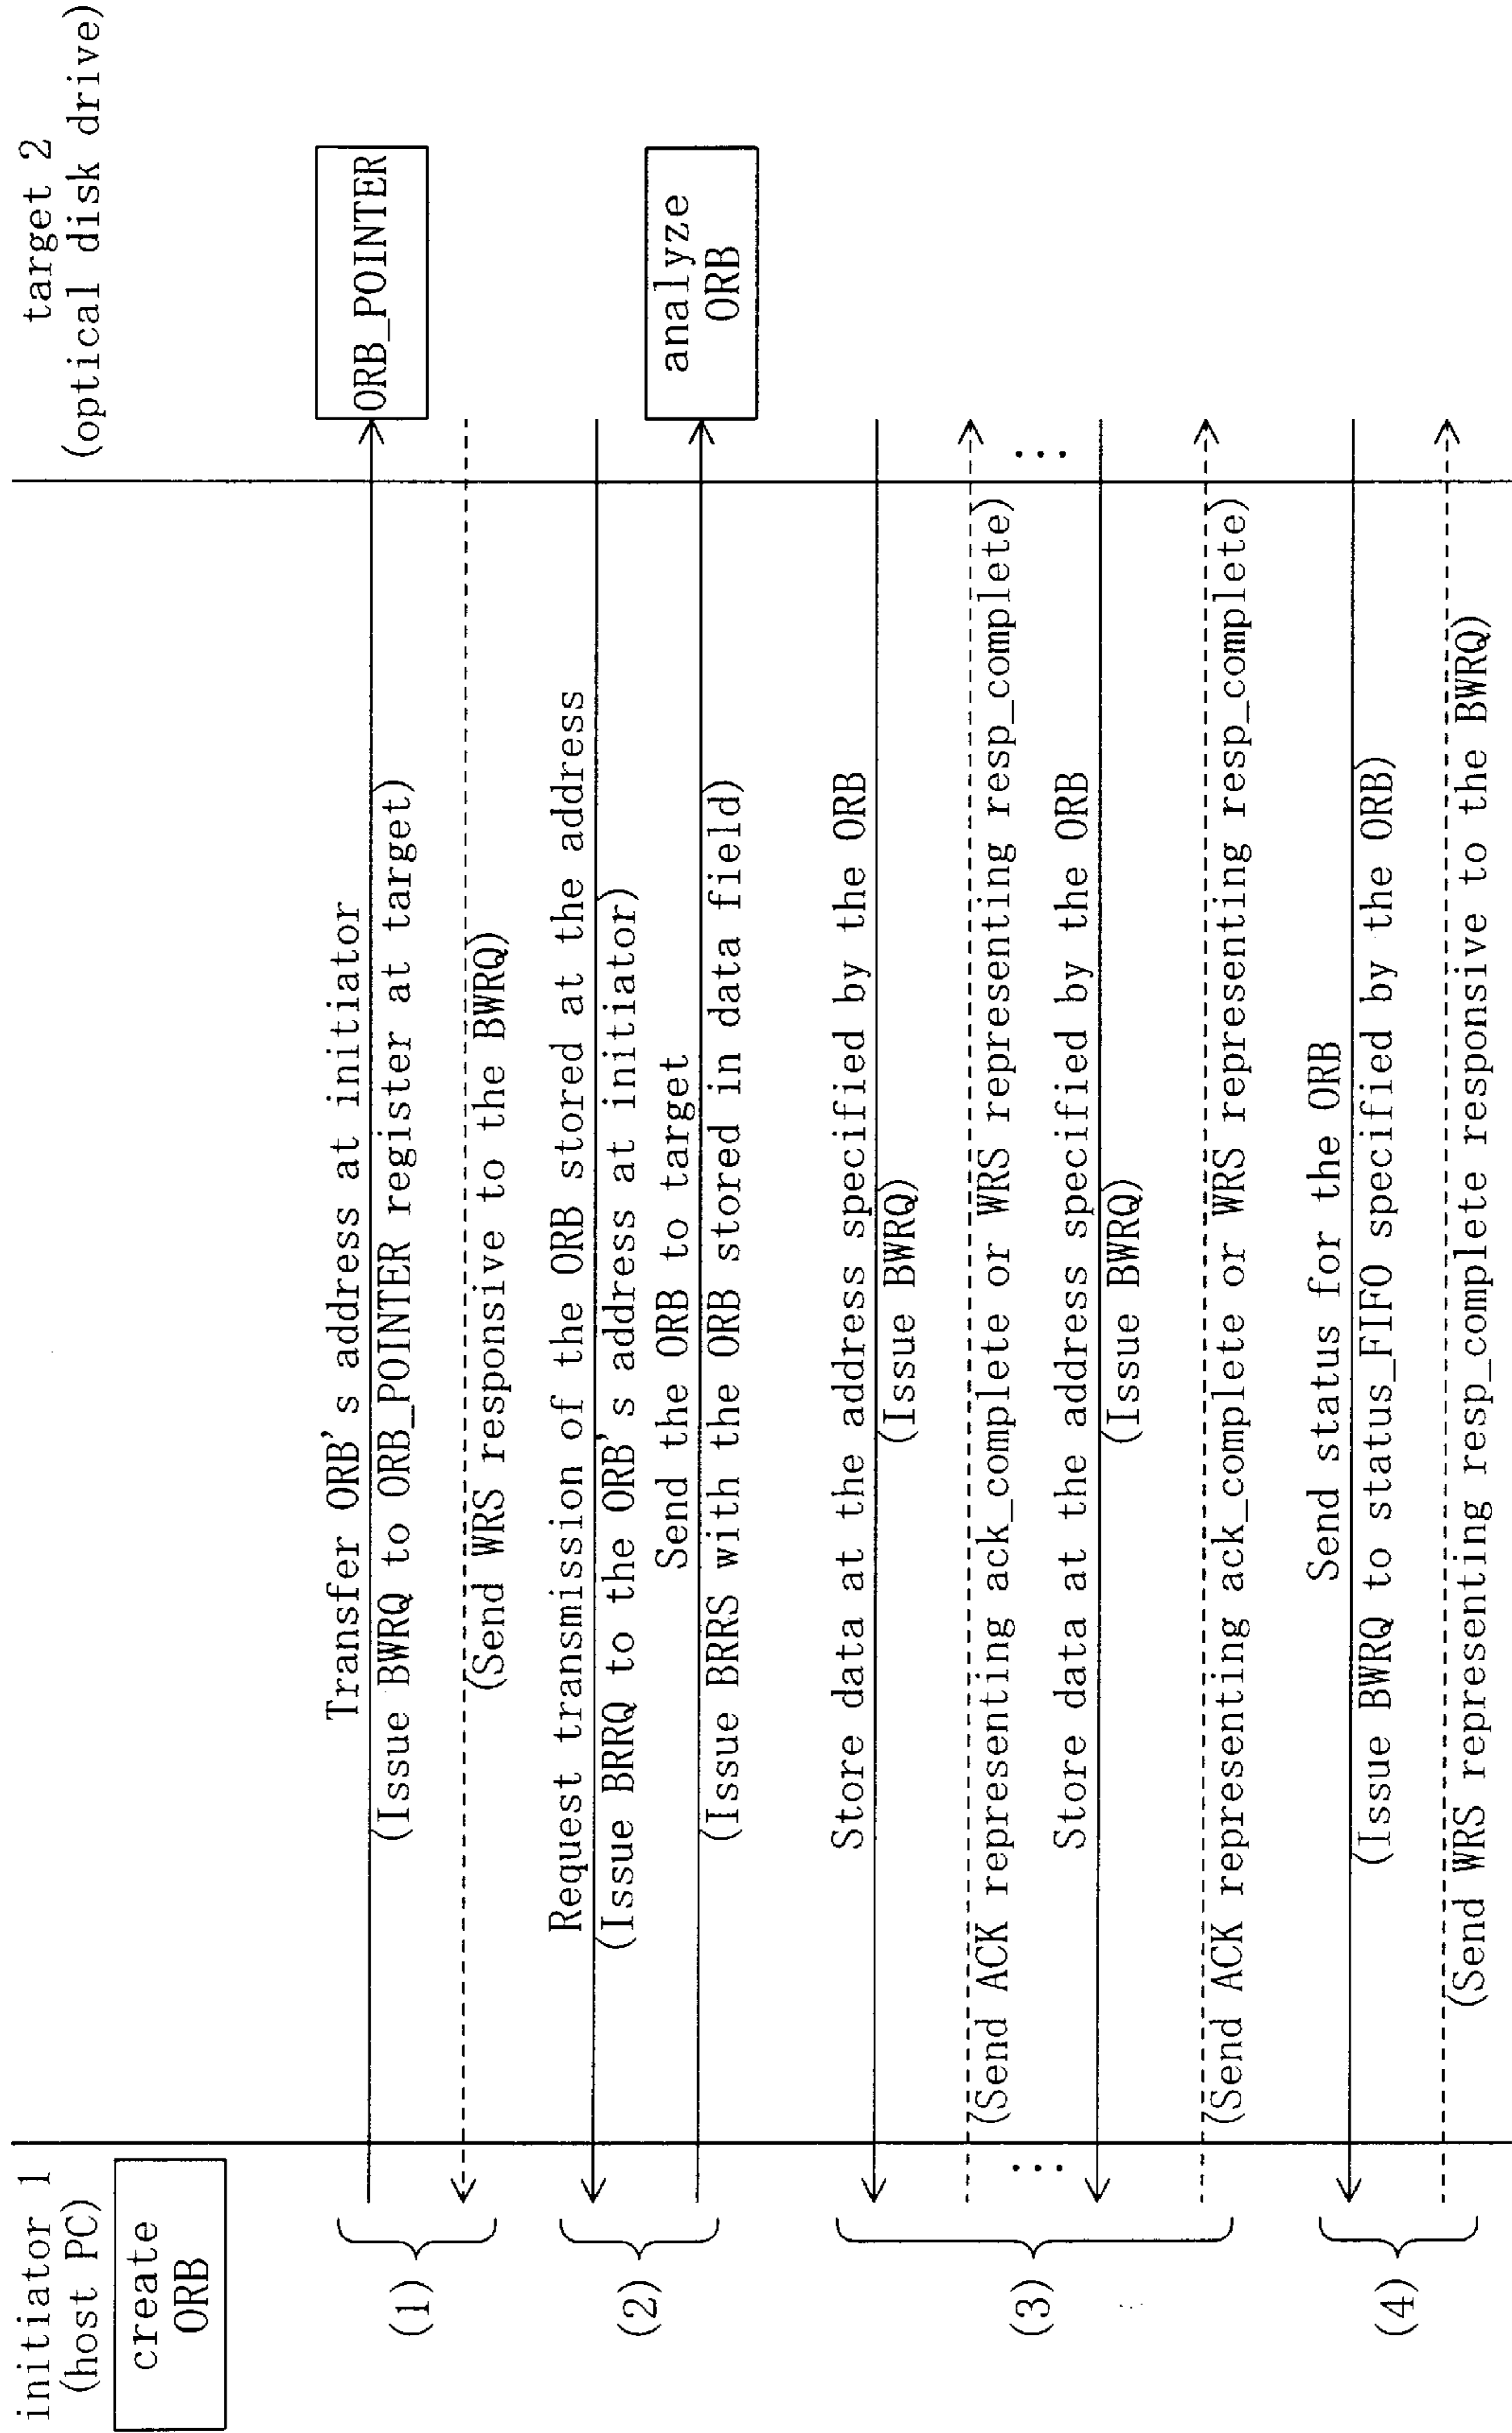 initiator 1
(host PC)
target 2
(optical disk drive)
create
ORB
(1)
Transfer ORB's address at initiator
(Issue BWRQ to ORB_POINTER register at target)
ORB_POINTER
(Send WRS responsive to the BWRQ)
(2)
Request transmission of the ORB stored at the address
(Issue BRRQ to the ORB's address at initiator)
Send the ORB to target
(Issue BRRS with the ORB stored in data field)
analyze
ORB
(3)
Store data at the address specified by the ORB
(Issue BWRQ)
(Send ACK representing ack_complete or WRS representing resp_complete)
...
...
Store data at the address specified by the ORB
(Issue BWRQ)
(Send ACK representing ack_complete or WRS representing resp_complete)
(4)
Send status for the ORB
(Issue BWRQ to status_FIFO specified by the ORB)
(Send WRS representing resp_complete responsive to the BWRQ)